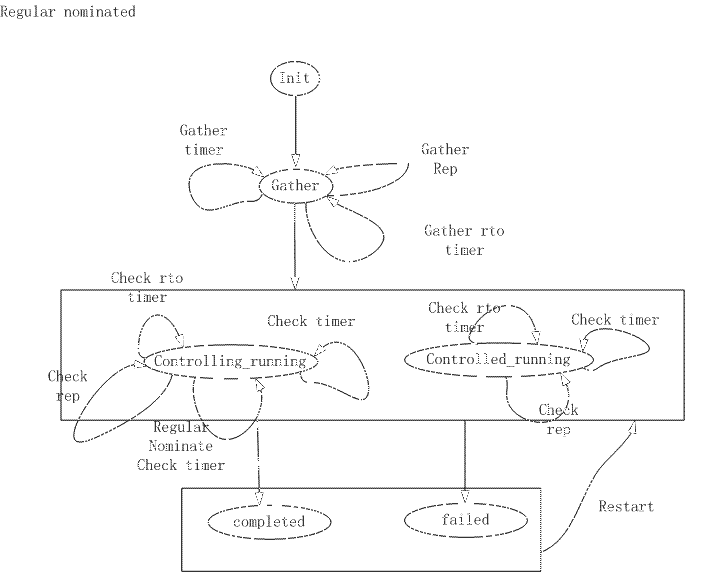 Regular nominated
Init
Gather
timer
Gather
Rep
Gather
Gather rto
timer
Check rto
timer
Check timer
Check rto
timer
Check timer
Controlling_running
Controlled_running
Check
rep
Check
rep
Regular
Nominate
Check timer
completed
failed
Restart